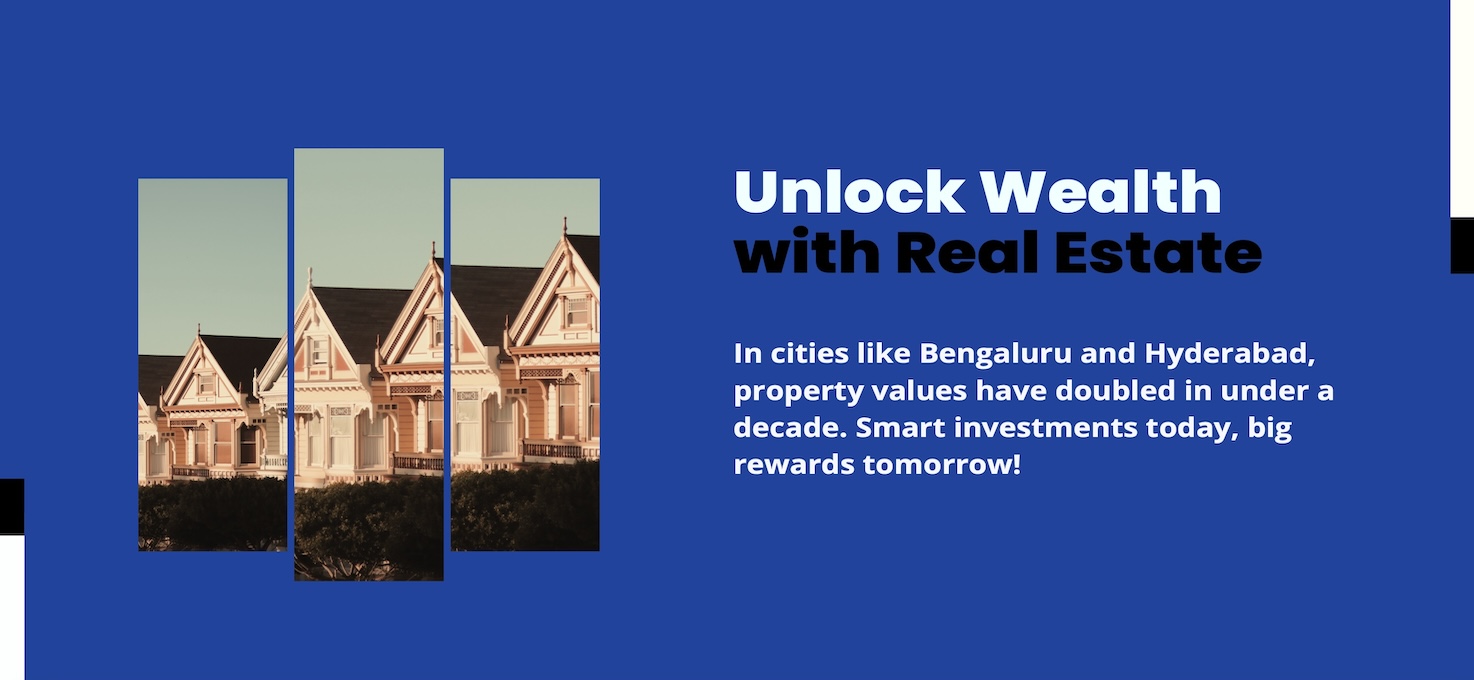 Unlock Wealth
with Real Estate
In cities like Bengaluru and Hyderabad,
property values have doubled in under a
decade. Smart investments today, big
rewards tomorrow!